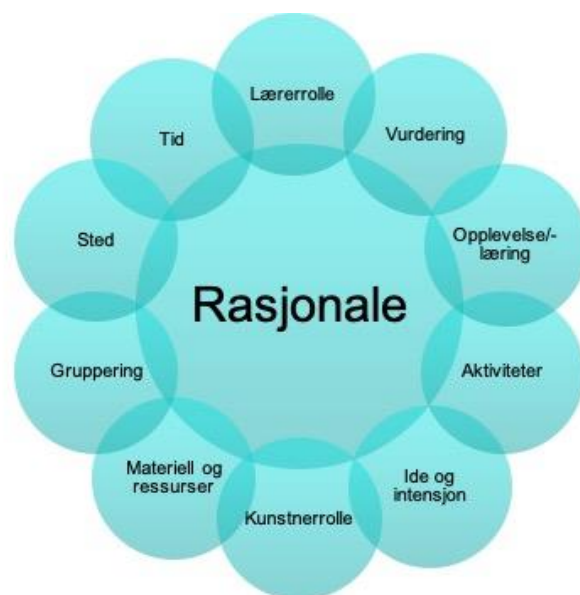 Lærerrolle
Vurdering
Opplevelse/-
læring
Aktiviteter
Ide og
intensjon
Kunstnerrolle
Materiell og
ressurser
Gruppering
Sted
Tid
Rasjonale